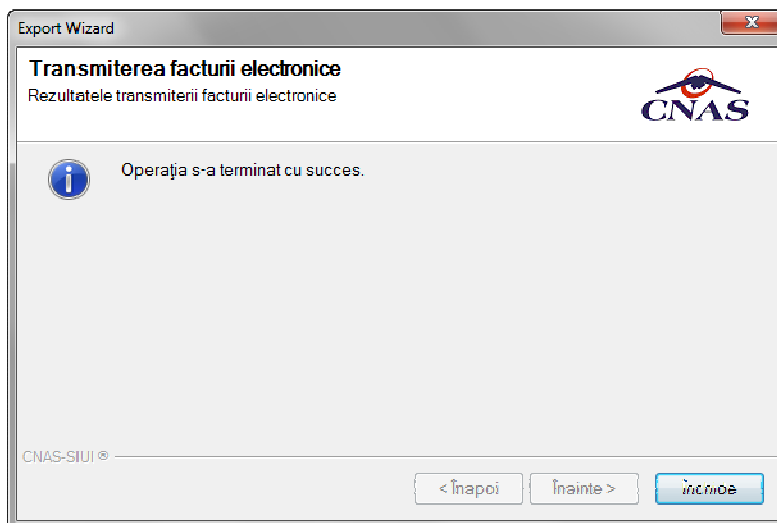 Export Wizard
Transmiterea facturii electronice
Rezultatele transmiterii facturii electronice
CNAS
Operaţia s-a terminat cu succes.
CNAS-SIUI ®
< Înapoi
Înainte >